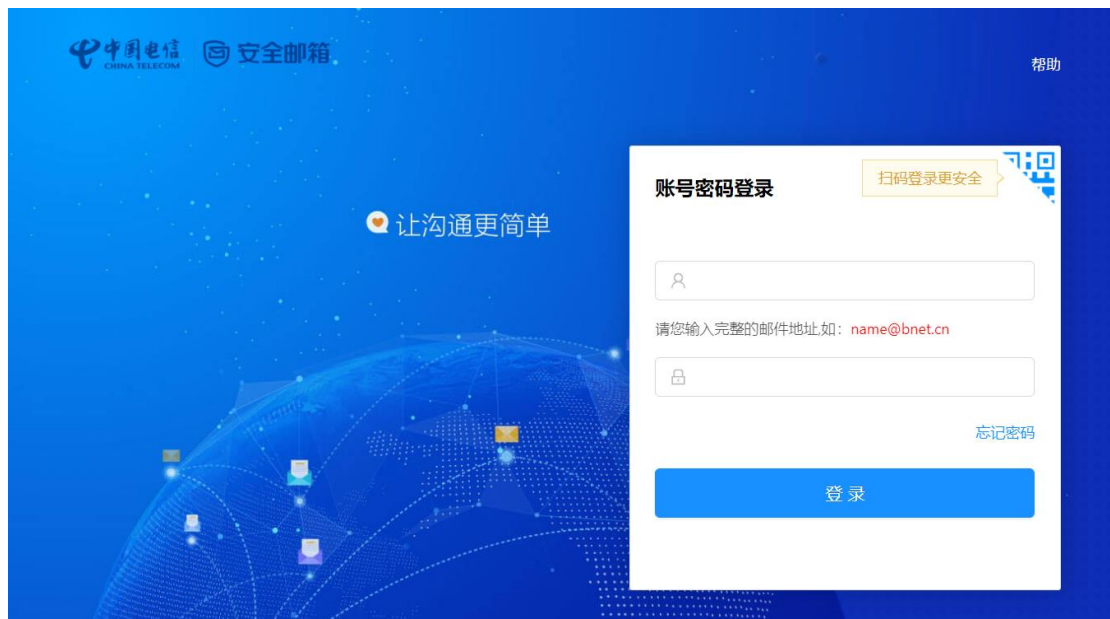 中国电信
CHINA TELECOM
安全邮箱
帮助
让沟通更简单
账号密码登录
扫码登录更安全
请您输入完整的邮件地址,如：name@bnet.cn
忘记密码
登 录